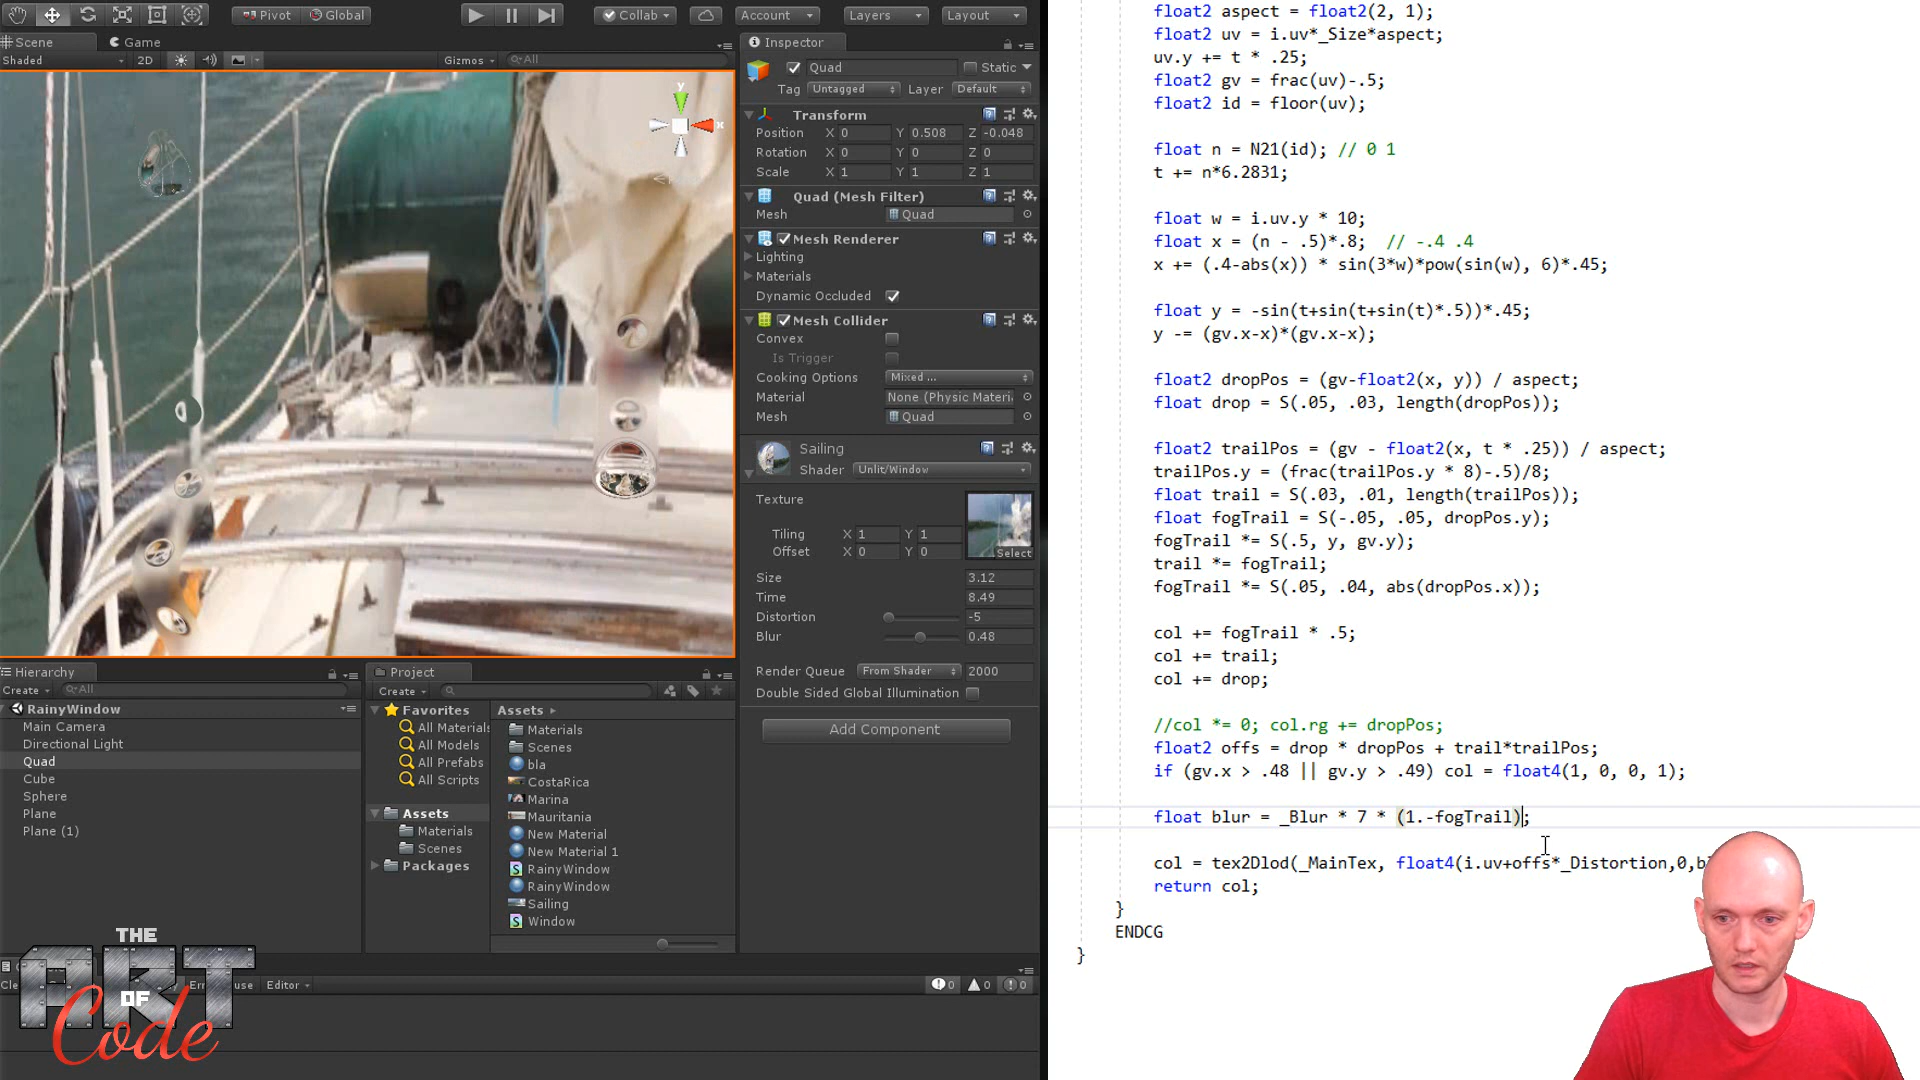 Pivot Global Collab Account Layers Layout
Scene Game
Shaded 2D Gizmos All
Inspector
Quad Static
Tag Untagged Layer Default
Transform
Position X 0 Y 0.508 Z -0.048
Rotation X 0 Y 0 Z 0
Scale X 1 Y 1 Z 1
Quad (Mesh Filter)
Mesh Quad
Mesh Renderer
Lighting
Materials
Dynamic Occluded
Mesh Collider
Convex
Is Trigger
Cooking Options Mixed ...
Material None (Physic Materi
Mesh Quad
Sailing
Shader Unlit/Window
Texture
Tiling X 1 Y 1
Offset X 0 Y 0
Select
Size 3.12
Time 8.49
Distortion -5
Blur 0.48
Render Queue From Shader 2000
Double Sided Global Illumination
Add Component
Hierarchy
Create All
RainyWindow
Main Camera
Directional Light
Quad
Cube
Sphere
Plane
Plane (1)
Project
Create
Favorites
All Materials
All Models
All Prefabs
All Scripts
Assets
Materials
Scenes
Packages
Assets
Materials
Scenes
bla
CostaRica
Marina
Mauritania
New Material
New Material 1
RainyWindow
RainyWindow
Sailing
Window
Editor
0 0 0
THE
ART
OF
Code
float2 aspect = float2(2, 1);
float2 uv = i.uv*_Size*aspect;
uv.y += t * .25;
float2 gv = frac(uv)-.5;
float2 id = floor(uv);
float n = N21(id); // 0 1
t += n*6.2831;
float w = i.uv.y * 10;
float x = (n - .5)*.8; // -.4 .4
x += (.4-abs(x)) * sin(3*w)*pow(sin(w), 6)*.45;
float y = -sin(t+sin(t+sin(t)*.5))*.45;
y -= (gv.x-x)*(gv.x-x);
float2 dropPos = (gv-float2(x, y)) / aspect;
float drop = S(.05, .03, length(dropPos));
float2 trailPos = (gv - float2(x, t * .25)) / aspect;
trailPos.y = (frac(trailPos.y * 8)-.5)/8;
float trail = S(.03, .01, length(trailPos));
float fogTrail = S(-.05, .05, dropPos.y);
fogTrail *= S(.5, y, gv.y);
trail *= fogTrail;
fogTrail *= S(.05, .04, abs(dropPos.x));
col += fogTrail * .5;
col += trail;
col += drop;
//col *= 0; col.rg += dropPos;
float2 offs = drop * dropPos + trail*trailPos;
if (gv.x > .48 || gv.y > .49) col = float4(1, 0, 0, 1);
float blur = _Blur * 7 * (1.-fogTrail);
col = tex2Dlod(_MainTex, float4(i.uv+offs*_Distortion,0,b
return col;
}
ENDCG
}